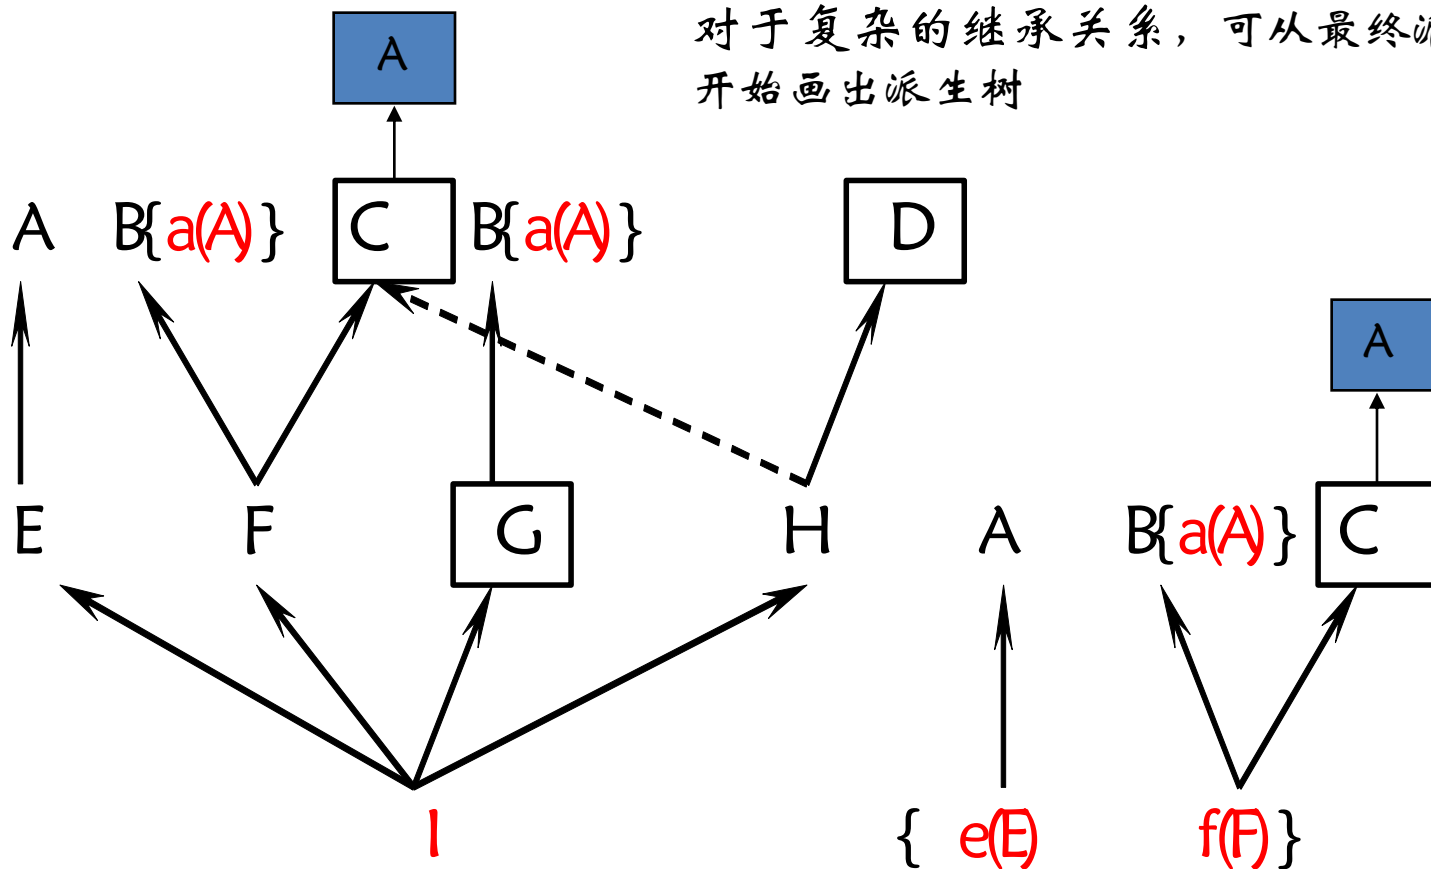 对于复杂的继承关系，可从最终派
开始画出派生树
A
A B{a(A)} C B{a(A)} D
A
E F G H A B{a(A)} C
I { e(E) f(F)}